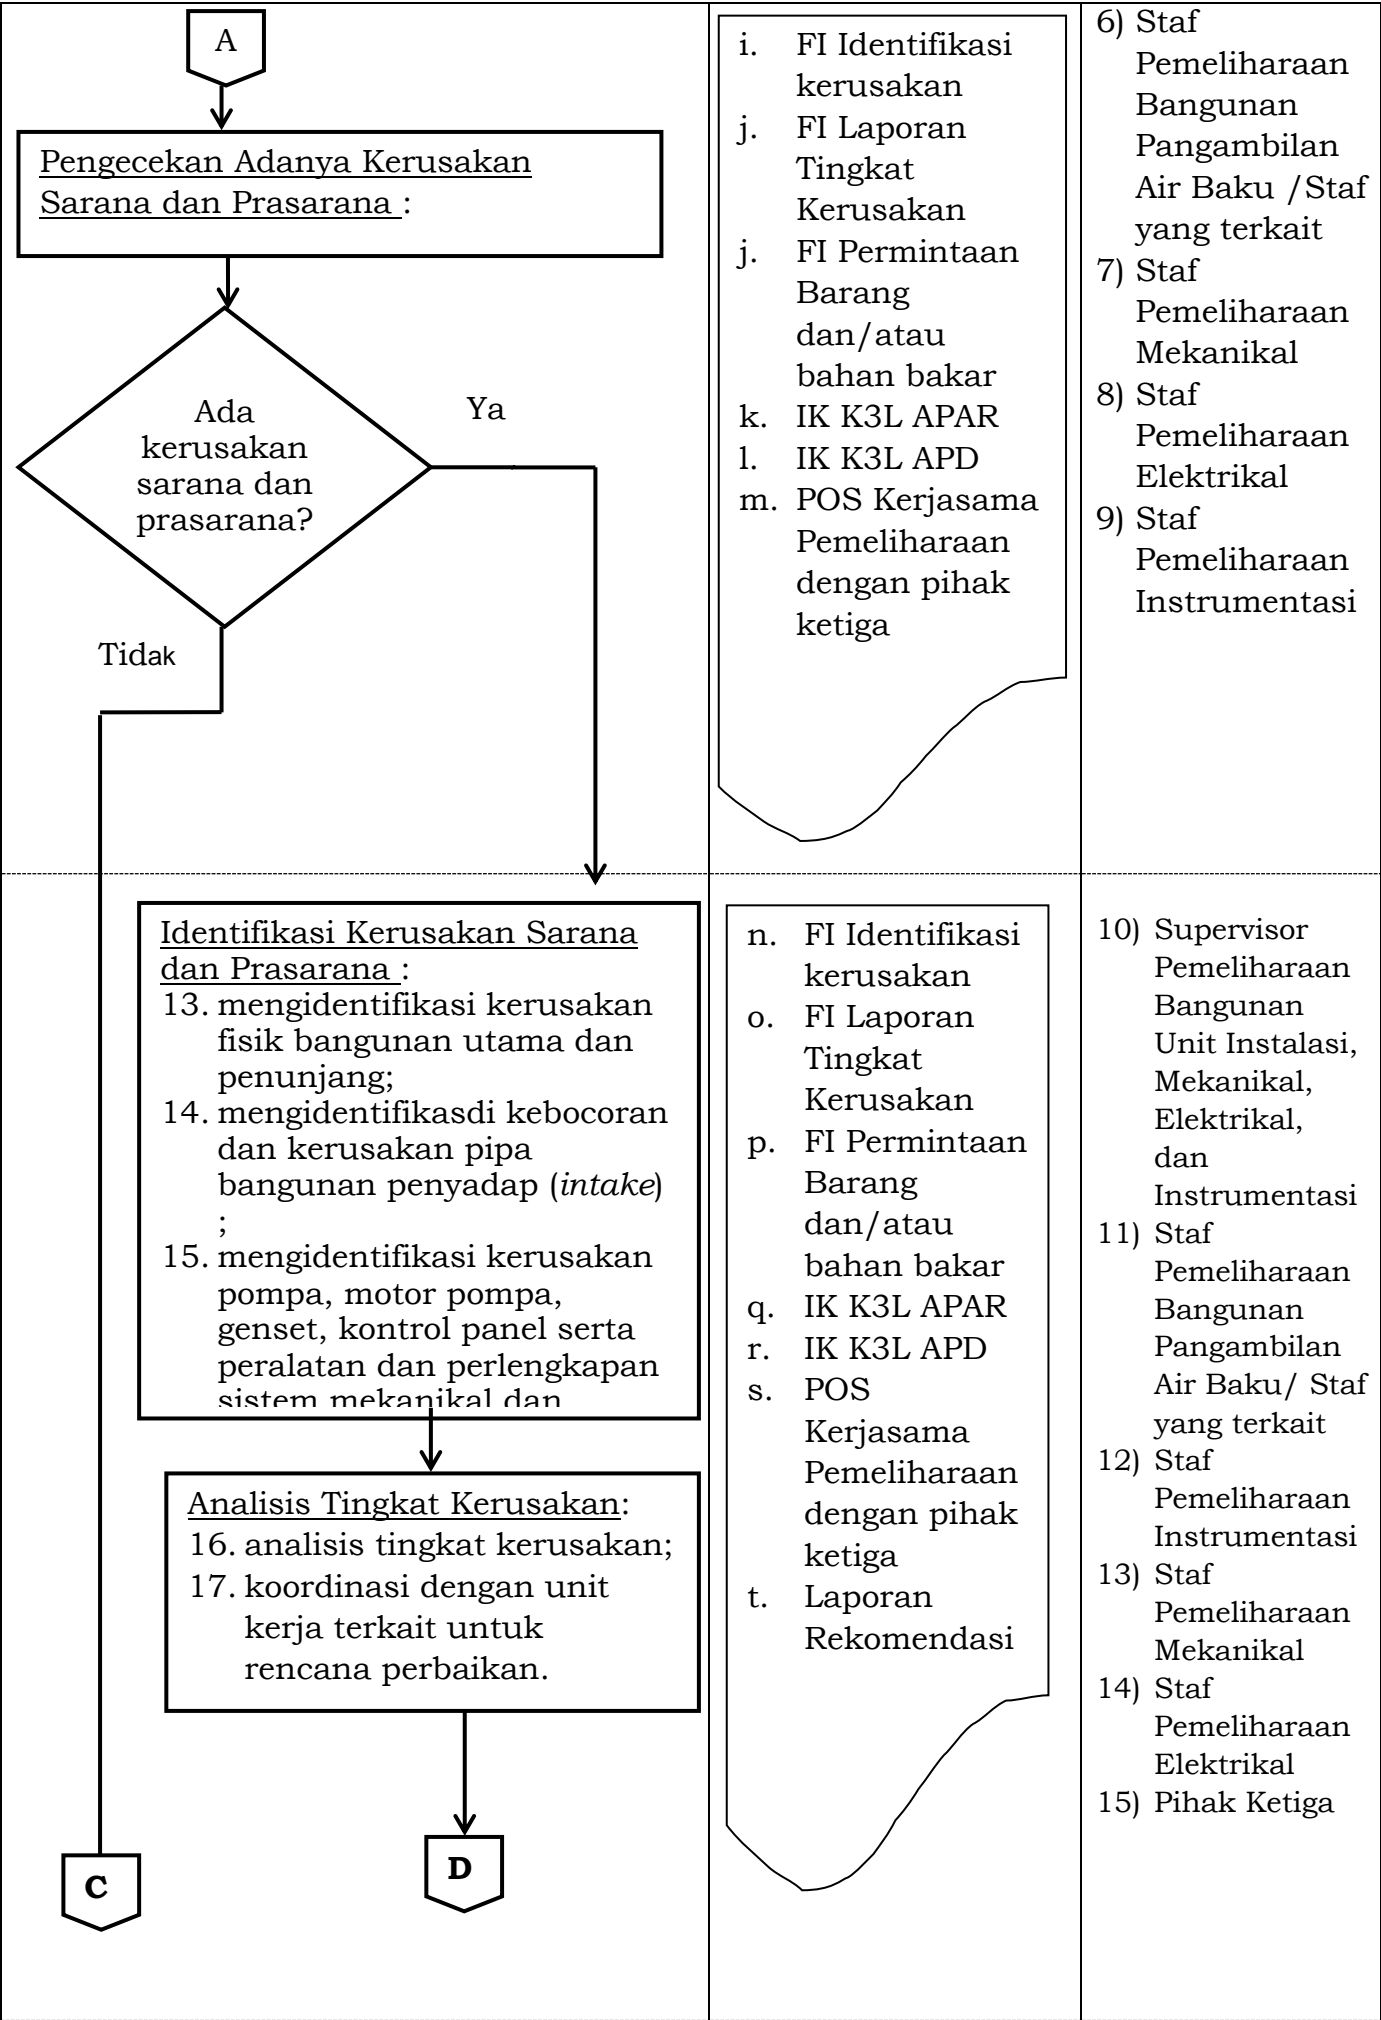 A
Pengecekan Adanya Kerusakan
Sarana dan Prasarana :
Ada
kerusakan
sarana dan
prasarana?
Ya
Tidak
i. FI Identifikasi
kerusakan
j. FI Laporan
Tingkat
Kerusakan
j. FI Permintaan
Barang
dan/atau
bahan bakar
k. IK K3L APAR
l. IK K3L APD
m. POS Kerjasama
Pemeliharaan
dengan pihak
ketiga
6) Staf
Pemeliharaan
Bangunan
Pangambilan
Air Baku /Staf
yang terkait
7) Staf
Pemeliharaan
Mekanikal
8) Staf
Pemeliharaan
Elektrikal
9) Staf
Pemeliharaan
Instrumentasi
Identifikasi Kerusakan Sarana
dan Prasarana :
13. mengidentifikasi kerusakan
fisik bangunan utama dan
penunjang;
14. mengidentifikasdi kebocoran
dan kerusakan pipa
bangunan penyadap (intake)
;
15. mengidentifikasi kerusakan
pompa, motor pompa,
genset, kontrol panel serta
peralatan dan perlengkapan
sistem mekanikal dan
Analisis Tingkat Kerusakan:
16. analisis tingkat kerusakan;
17. koordinasi dengan unit
kerja terkait untuk
rencana perbaikan.
C
D
n. FI Identifikasi
kerusakan
o. FI Laporan
Tingkat
Kerusakan
p. FI Permintaan
Barang
dan/atau
bahan bakar
q. IK K3L APAR
r. IK K3L APD
s. POS
Kerjasama
Pemeliharaan
dengan pihak
ketiga
t. Laporan
Rekomendasi
10) Supervisor
Pemeliharaan
Bangunan
Unit Instalasi,
Mekanikal,
Elektrikal,
dan
Instrumentasi
11) Staf
Pemeliharaan
Bangunan
Pangambilan
Air Baku/ Staf
yang terkait
12) Staf
Pemeliharaan
Instrumentasi
13) Staf
Pemeliharaan
Mekanikal
14) Staf
Pemeliharaan
Elektrikal
15) Pihak Ketiga